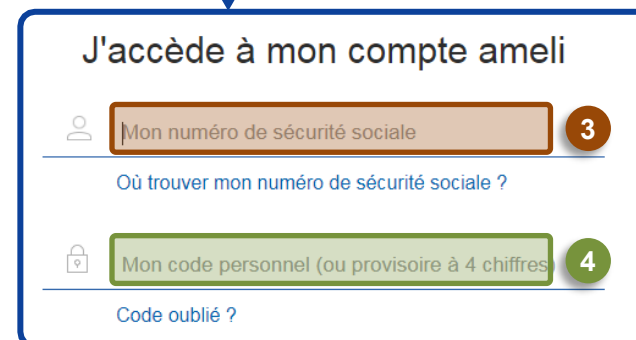 J'accède à mon compte ameli
Mon numéro de sécurité sociale
3
Où trouver mon numéro de sécurité sociale ?
Mon code personnel (ou provisoire à 4 chiffres)
4
Code oublié ?